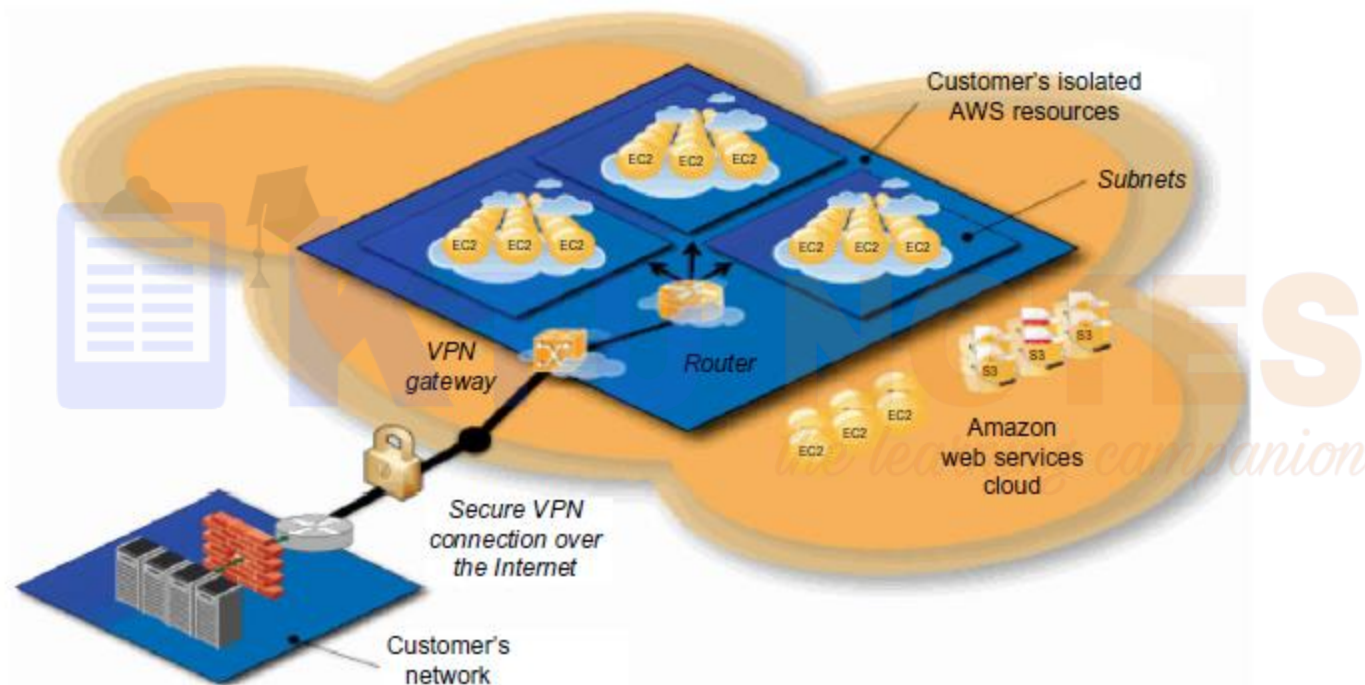 Customer's isolated
AWS resources
Subnets
EC2 EC2 EC2
EC2 EC2 EC2
EC2 EC2 EC2
VPN
gateway
Router
S3 S3 S3
EC2 EC2 EC2
Amazon
web services
cloud
the learning companion
Secure VPN
connection over
the Internet
Customer's
network